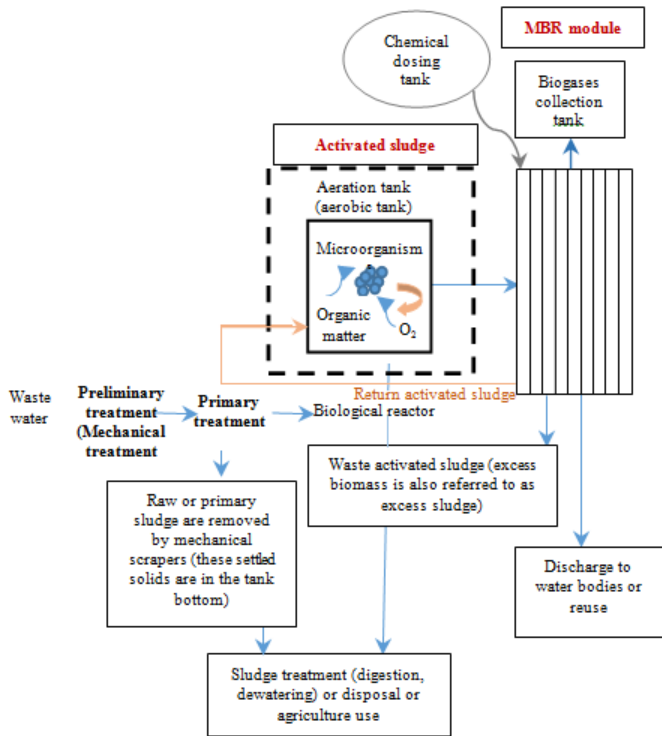 MBR module
Chemical
dosing
tank
Biogases
collection
tank
Activated sludge
Aeration tank
(aerobic tank)
Microorganism
Organic
matter
O₂
Return activated sludge
Waste
water
Preliminary
treatment
(Mechanical
treatment
Primary
treatment
Biological reactor
Waste activated sludge (excess
biomass is also referred to as
excess sludge)
Raw or primary
sludge are removed
by mechanical
scrapers (these settled
solids are in the tank
bottom)
Discharge to
water bodies or
reuse
Sludge treatment (digestion,
dewatering) or disposal or
agriculture use